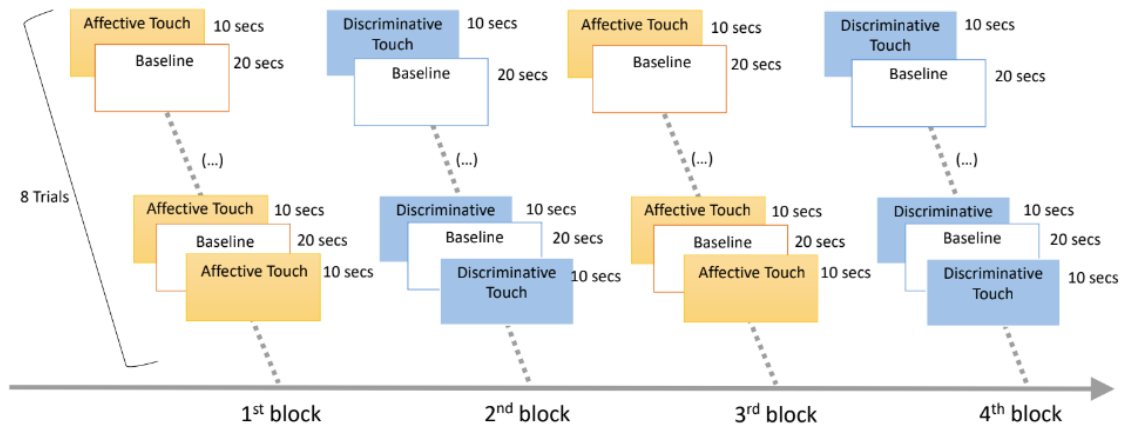 Affective Touch
10 secs
Baseline
20 secs
(...)
Affective Touch
10 secs
Baseline
20 secs
Affective Touch
10 secs
Discriminative
Touch
10 secs
Baseline
20 secs
(...)
Discriminative
10 secs
Baseline
20 secs
Discriminative
Touch
10 secs
Affective Touch
10 secs
Baseline
20 secs
(...)
Affective Touch
10 secs
Baseline
20 secs
Affective Touch
10 secs
Discriminative
Touch
10 secs
Baseline
20 secs
(...)
Discriminative
10 secs
Baseline
20 secs
Discriminative
Touch
10 secs
8 Trials
1st block
2nd block
3rd block
4th block